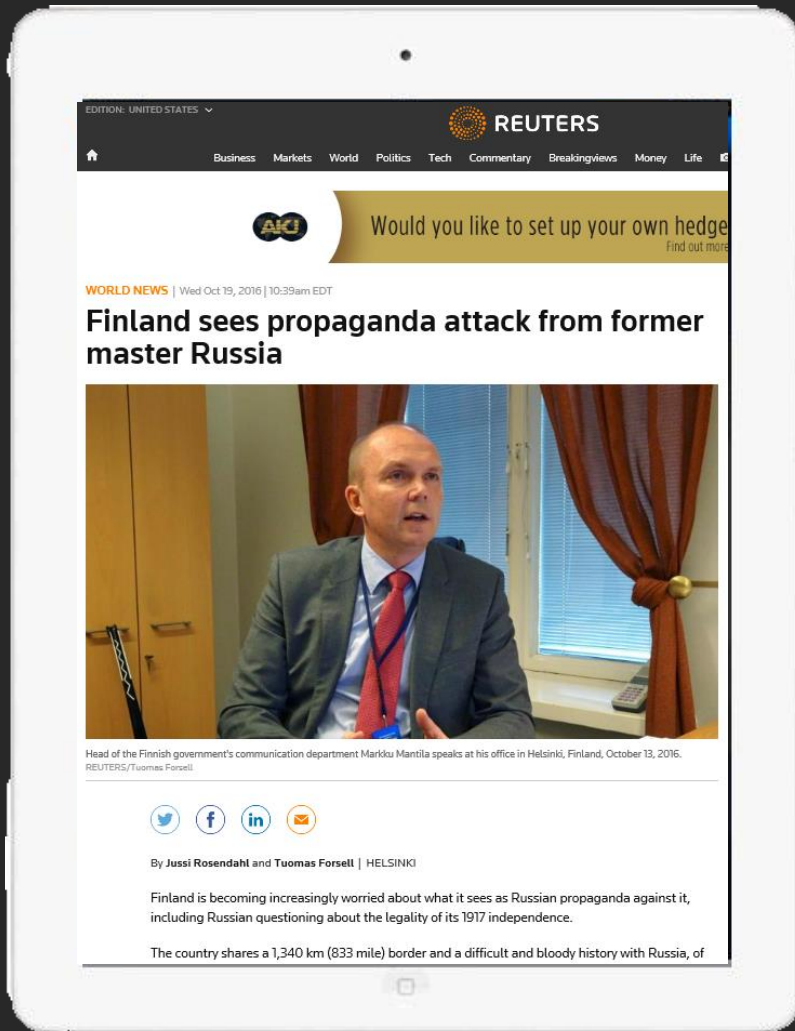 EDITION: UNITED STATES
REUTERS
Business Markets World Politics Tech Commentary Breakingviews Money Life
AKJ
Would you like to set up your own hedge
Find out more
WORLD NEWS | Wed Oct 19, 2016 | 10:39am EDT
Finland sees propaganda attack from former
master Russia
Head of the Finnish government's communication department Markku Mantila speaks at his office in Helsinki, Finland, October 13, 2016.
REUTERS/Tuomas Forsell
By Jussi Rosendahl and Tuomas Forsell | HELSINKI
Finland is becoming increasingly worried about what it sees as Russian propaganda against it,
including Russian questioning about the legality of its 1917 independence.
The country shares a 1,340 km (833 mile) border and a difficult and bloody history with Russia, of